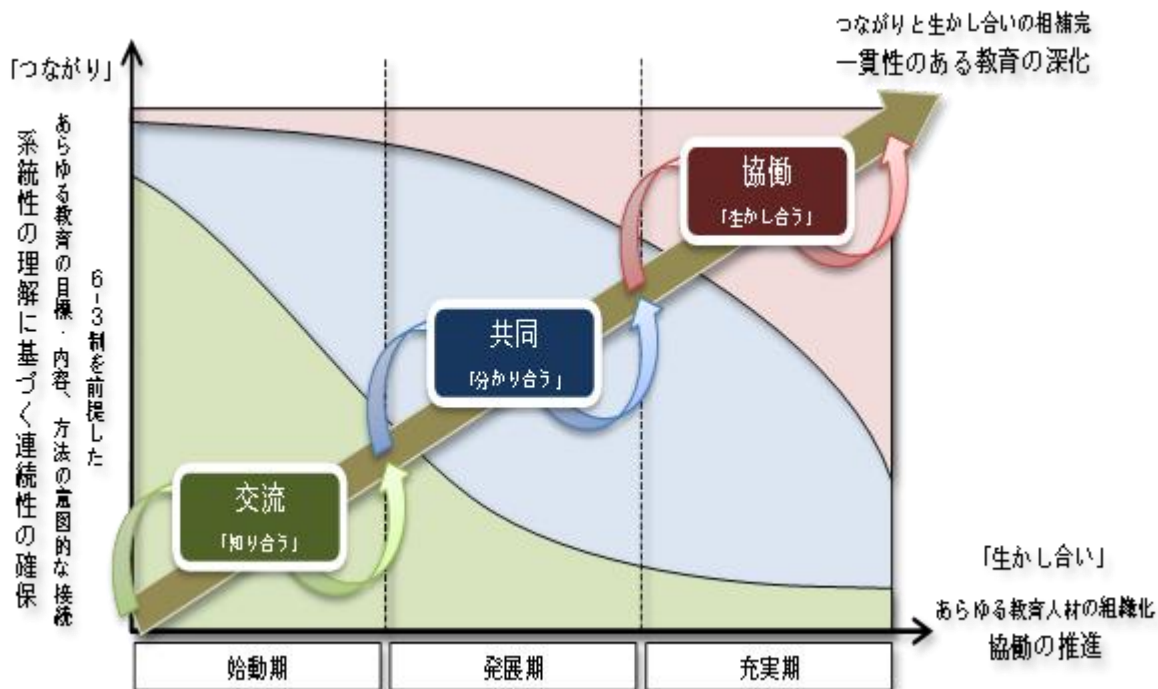 つながりと生かし合いの相補完
一貫性のある教育の深化
「つながり」
6-3制を前提した
あらゆる教育の目標・内容、方法の意図的な接続
系統性の理解に基づく連続性の確保
協働
「生かし合う」
共同
「分かり合う」
交流
「知り合う」
「生かし合い」
あらゆる教育人材の組織化
協働の推進
始動期
発展期
充実期